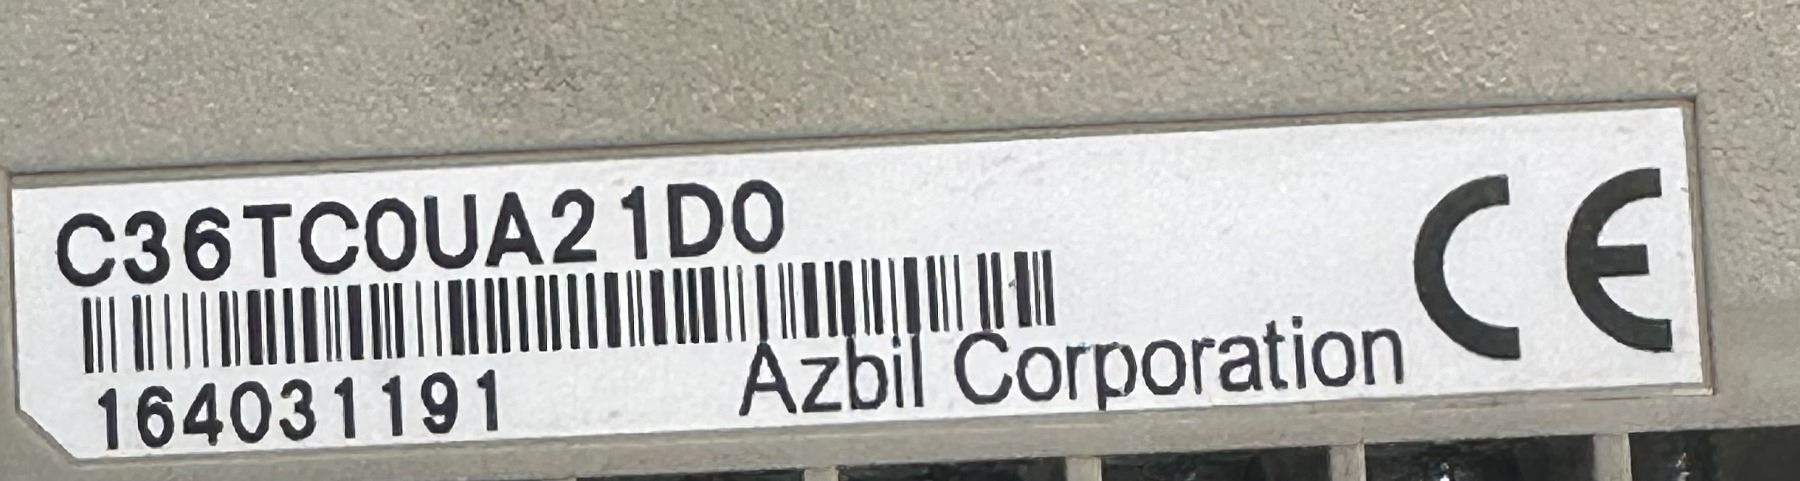 C36TC0UA21D0
164031191
Azbil Corporation
CE